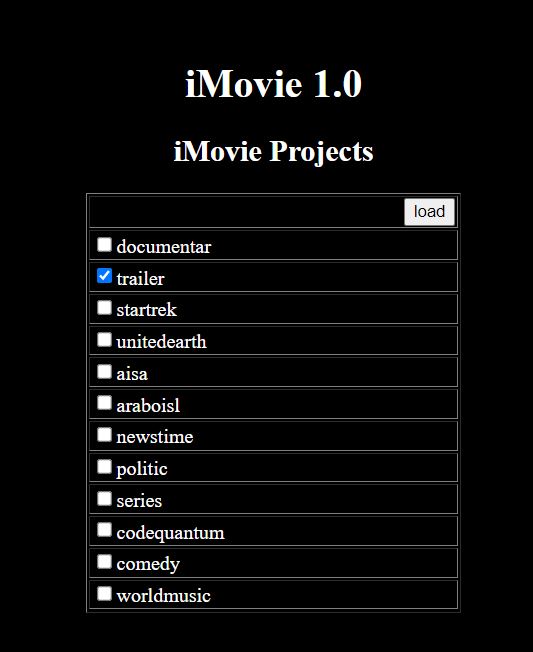 iMovie 1.0
iMovie Projects
load
documentar
trailer
startrek
unitedearth
aisa
araboisl
newstime
politic
series
codequantum
comedy
worldmusic